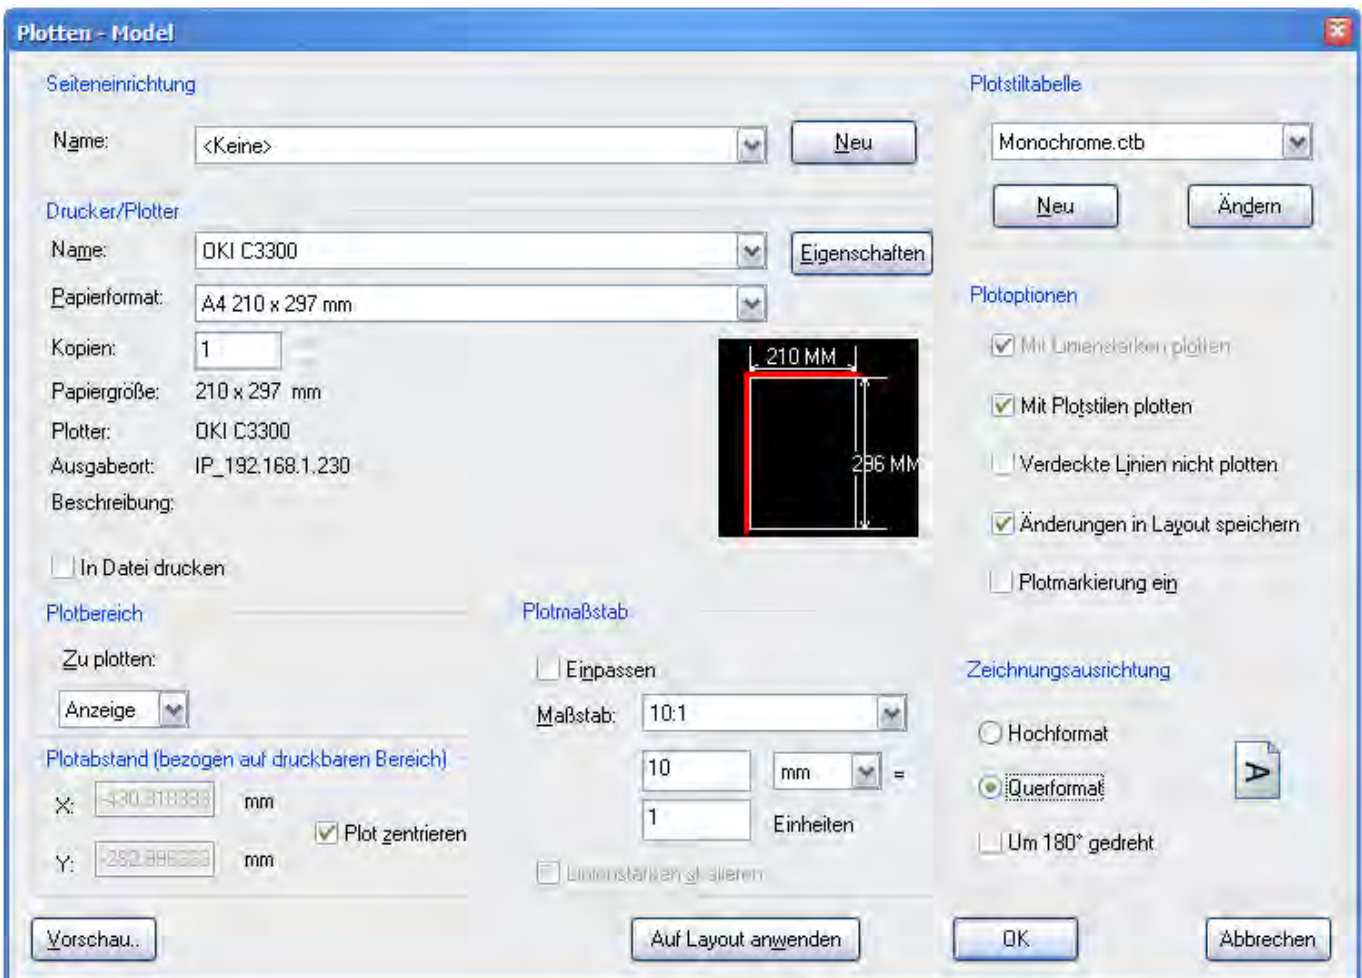 Plotten - Model
Seiteneinrichtung
Name:
<Keine>
Neu
Drucker/Plotter
Name:
OKI C3300
Eigenschaften
Papierformat:
A4 210 x 297 mm
Kopien:
1
Papiergröße:
210 x 297 mm
Plotter:
OKI C3300
Ausgabeort:
IP_192.168.1.230
Beschreibung:
210 MM
296 MM
In Datei drucken
Plotbereich
Zu plotten:
Anzeige
Plotabstand (bezogen auf druckbaren Bereich)
X:
mm
Y:
mm
Plot zentrieren
Plotmaßstab
Einpassen
Maßstab:
10:1
10
mm
=
1
Einheiten
Linienstärken skalieren
Plotstiltabelle
Monochrome.ctb
Neu
Ändern
Plotoptionen
Mit Linienstärken plotten
Mit Plotstilen plotten
Verdeckte Linien nicht plotten
Änderungen in Layout speichern
Plotmarkierung ein
Zeichnungsausrichtung
Hochformat
Querformat
Um 180° gedreht
A
Vorschau..
Auf Layout anwenden
OK
Abbrechen